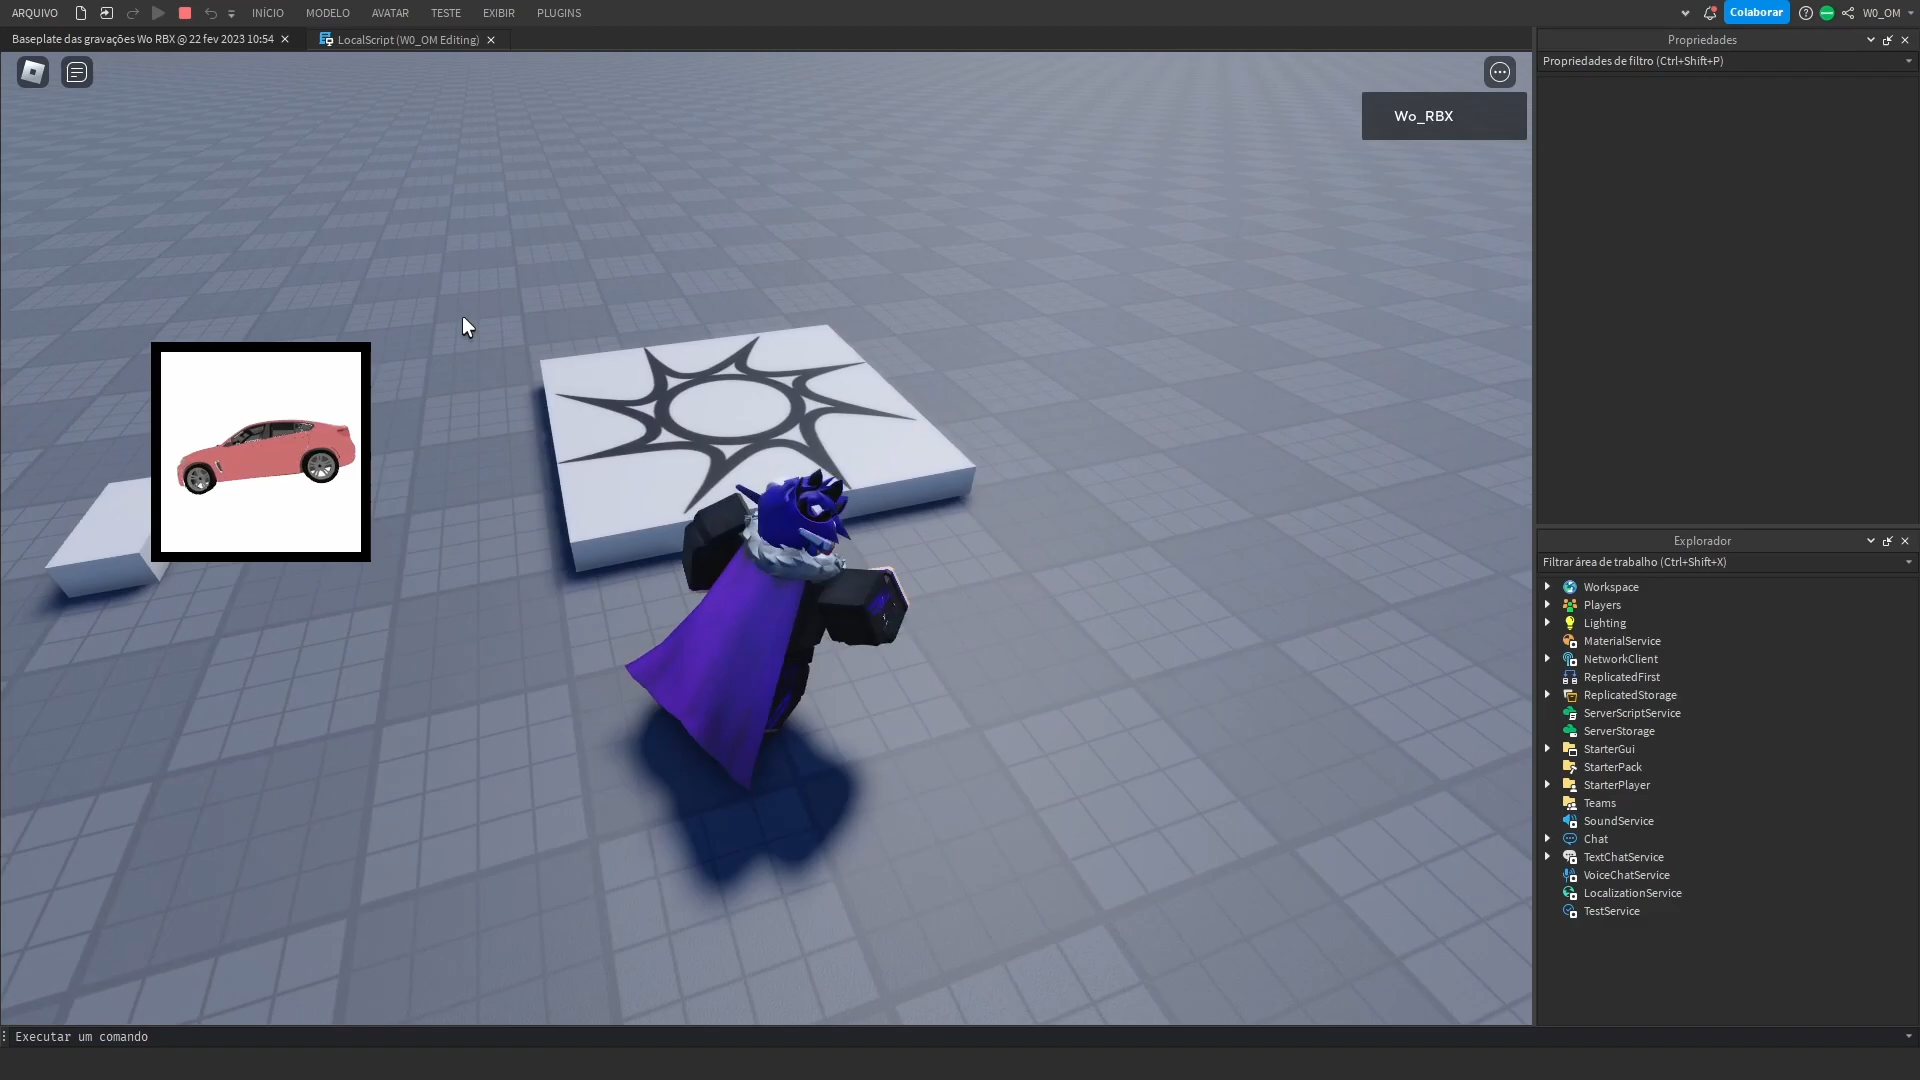 ARQUIVO INÍCIO MODELO AVATAR TESTE EXIBIR PLUGINS Colaborar W0_OM
Baseplate das gravações Wo RBX @ 22 fev 2023 10:54 LocalScript (W0_OM Editing)
Propriedades
Propriedades de filtro (Ctrl+Shift+P)
Wo_RBX
Explorador
Filtrar área de trabalho (Ctrl+Shift+X)
Workspace
Players
Lighting
MaterialService
NetworkClient
ReplicatedFirst
ReplicatedStorage
ServerScriptService
ServerStorage
StarterGui
StarterPack
StarterPlayer
Teams
SoundService
Chat
TextChatService
VoiceChatService
LocalizationService
TestService
Executar um comando